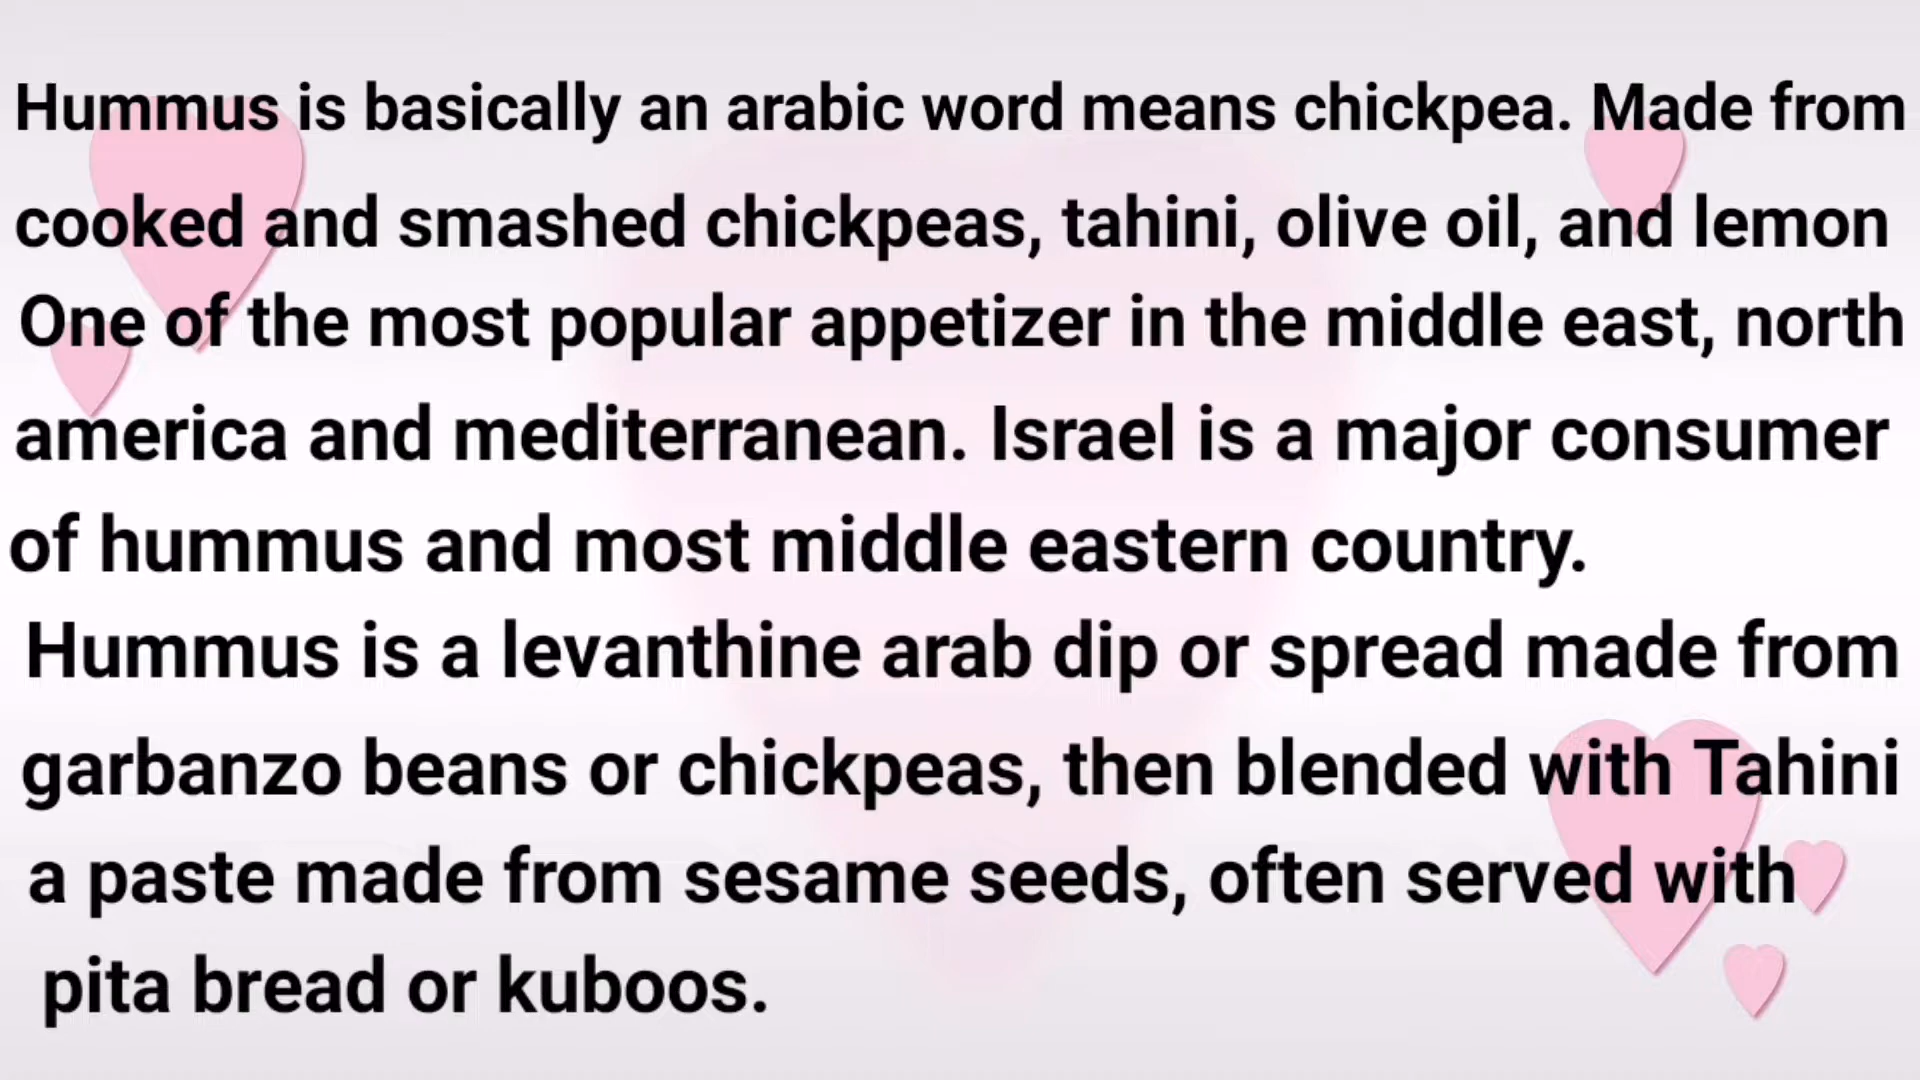 Hummus is basically an arabic word means chickpea. Made from
cooked and smashed chickpeas, tahini, olive oil, and lemon
One of the most popular appetizer in the middle east, north
america and mediterranean. Israel is a major consumer
of hummus and most middle eastern country.
Hummus is a levanthine arab dip or spread made from
garbanzo beans or chickpeas, then blended with Tahini
a paste made from sesame seeds, often served with
pita bread or kuboos.